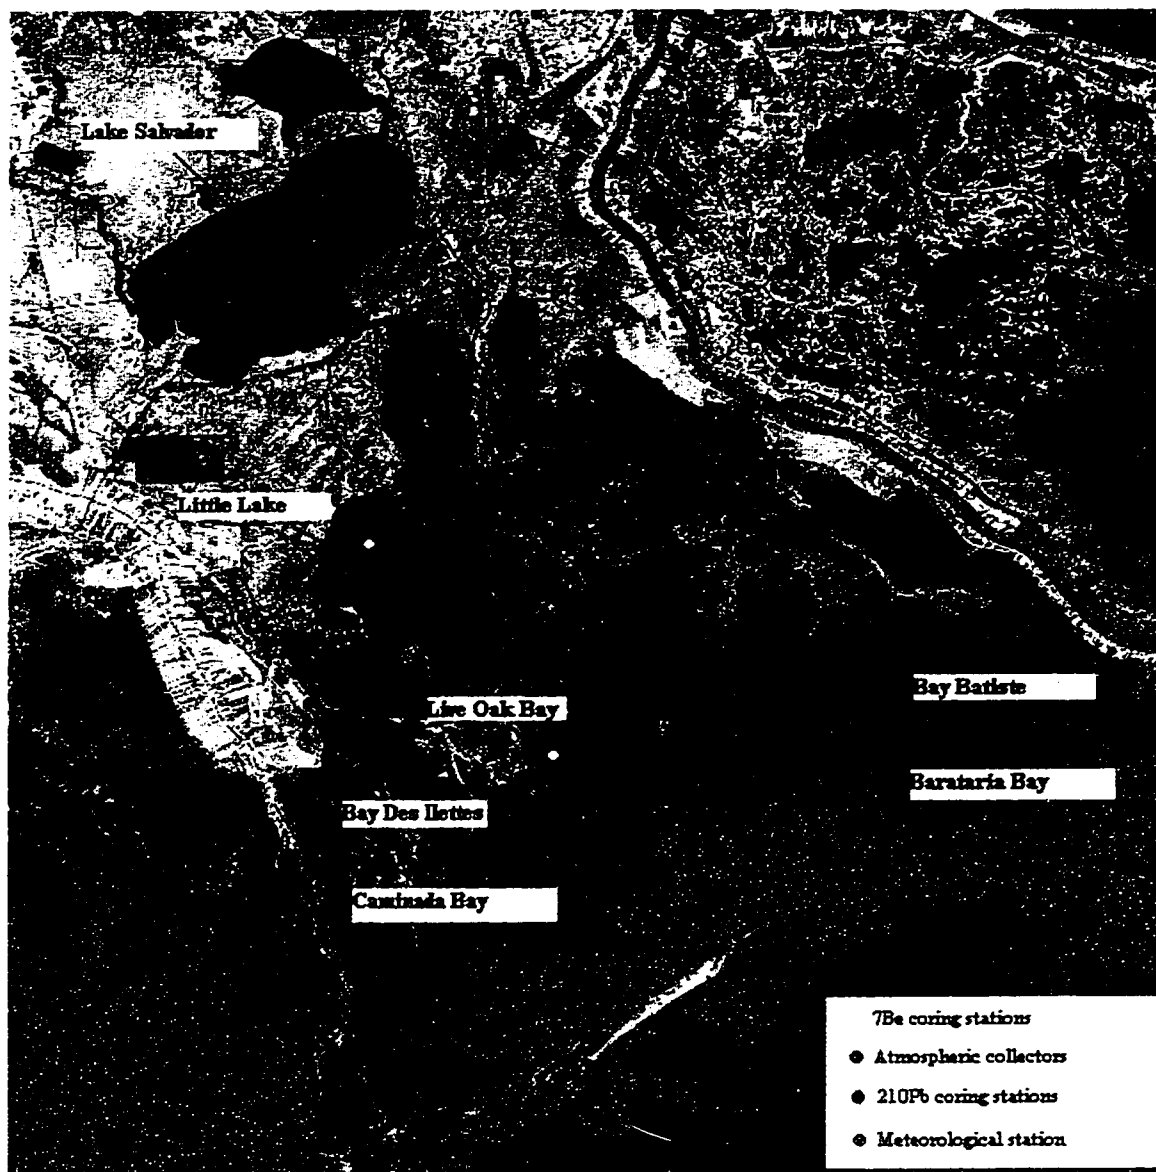 Lake Salvador
Little Lake
Live Oak Bay
Bay Batiste
Barataria Bay
Bay Des Ilettes
Caminada Bay
7Be coring stations
Atmospheric collectors
210Pb coring stations
Meteorological station